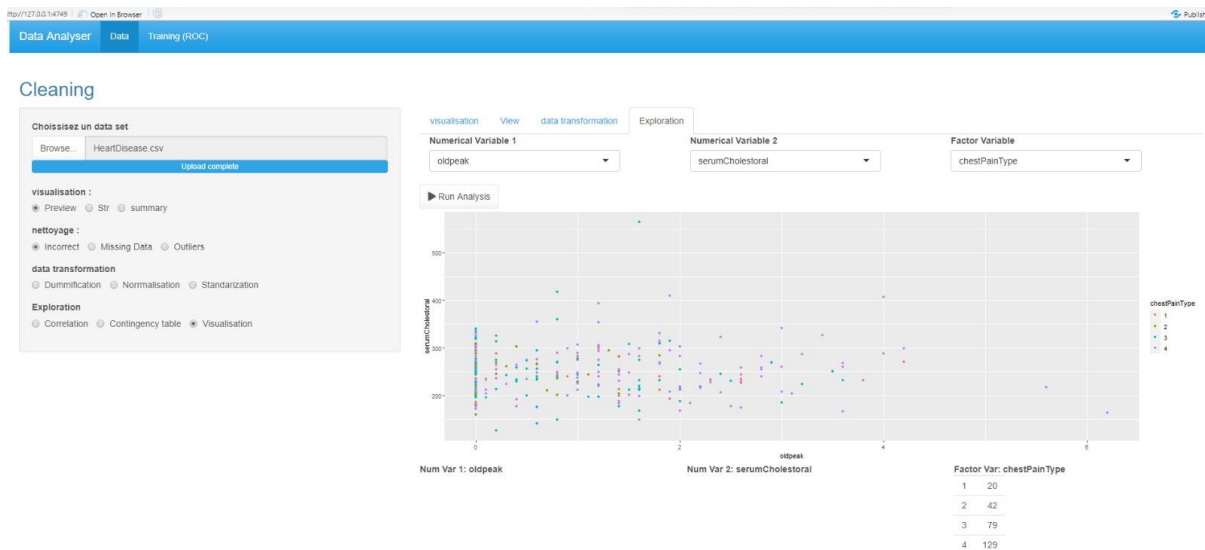 ttp://127.0.0.1:4749 Open in Browser Publish
Data Analyser Data Training (ROC)
Cleaning
Choissisez un data set
Browse... HeartDisease.csv
Upload complete
visualisation :
Preview Str summary
nettoyage :
Incorrect Missing Data Outliers
data transformation
Dummification Norrmalisation Standarization
Exploration
Correlation Contingency table Visualisation
visualisation View data transformation Exploration
Numerical Variable 1 Numerical Variable 2 Factor Variable
oldpeak serumCholestoral chestPainType
Run Analysis
500
400
300
200
serumCholestoral
0 2 4 6
oldpeak
chestPainType
1
2
3
4
Num Var 1: oldpeak Num Var 2: serumCholestoral Factor Var: chestPainType
1 20
2 42
3 79
4 129